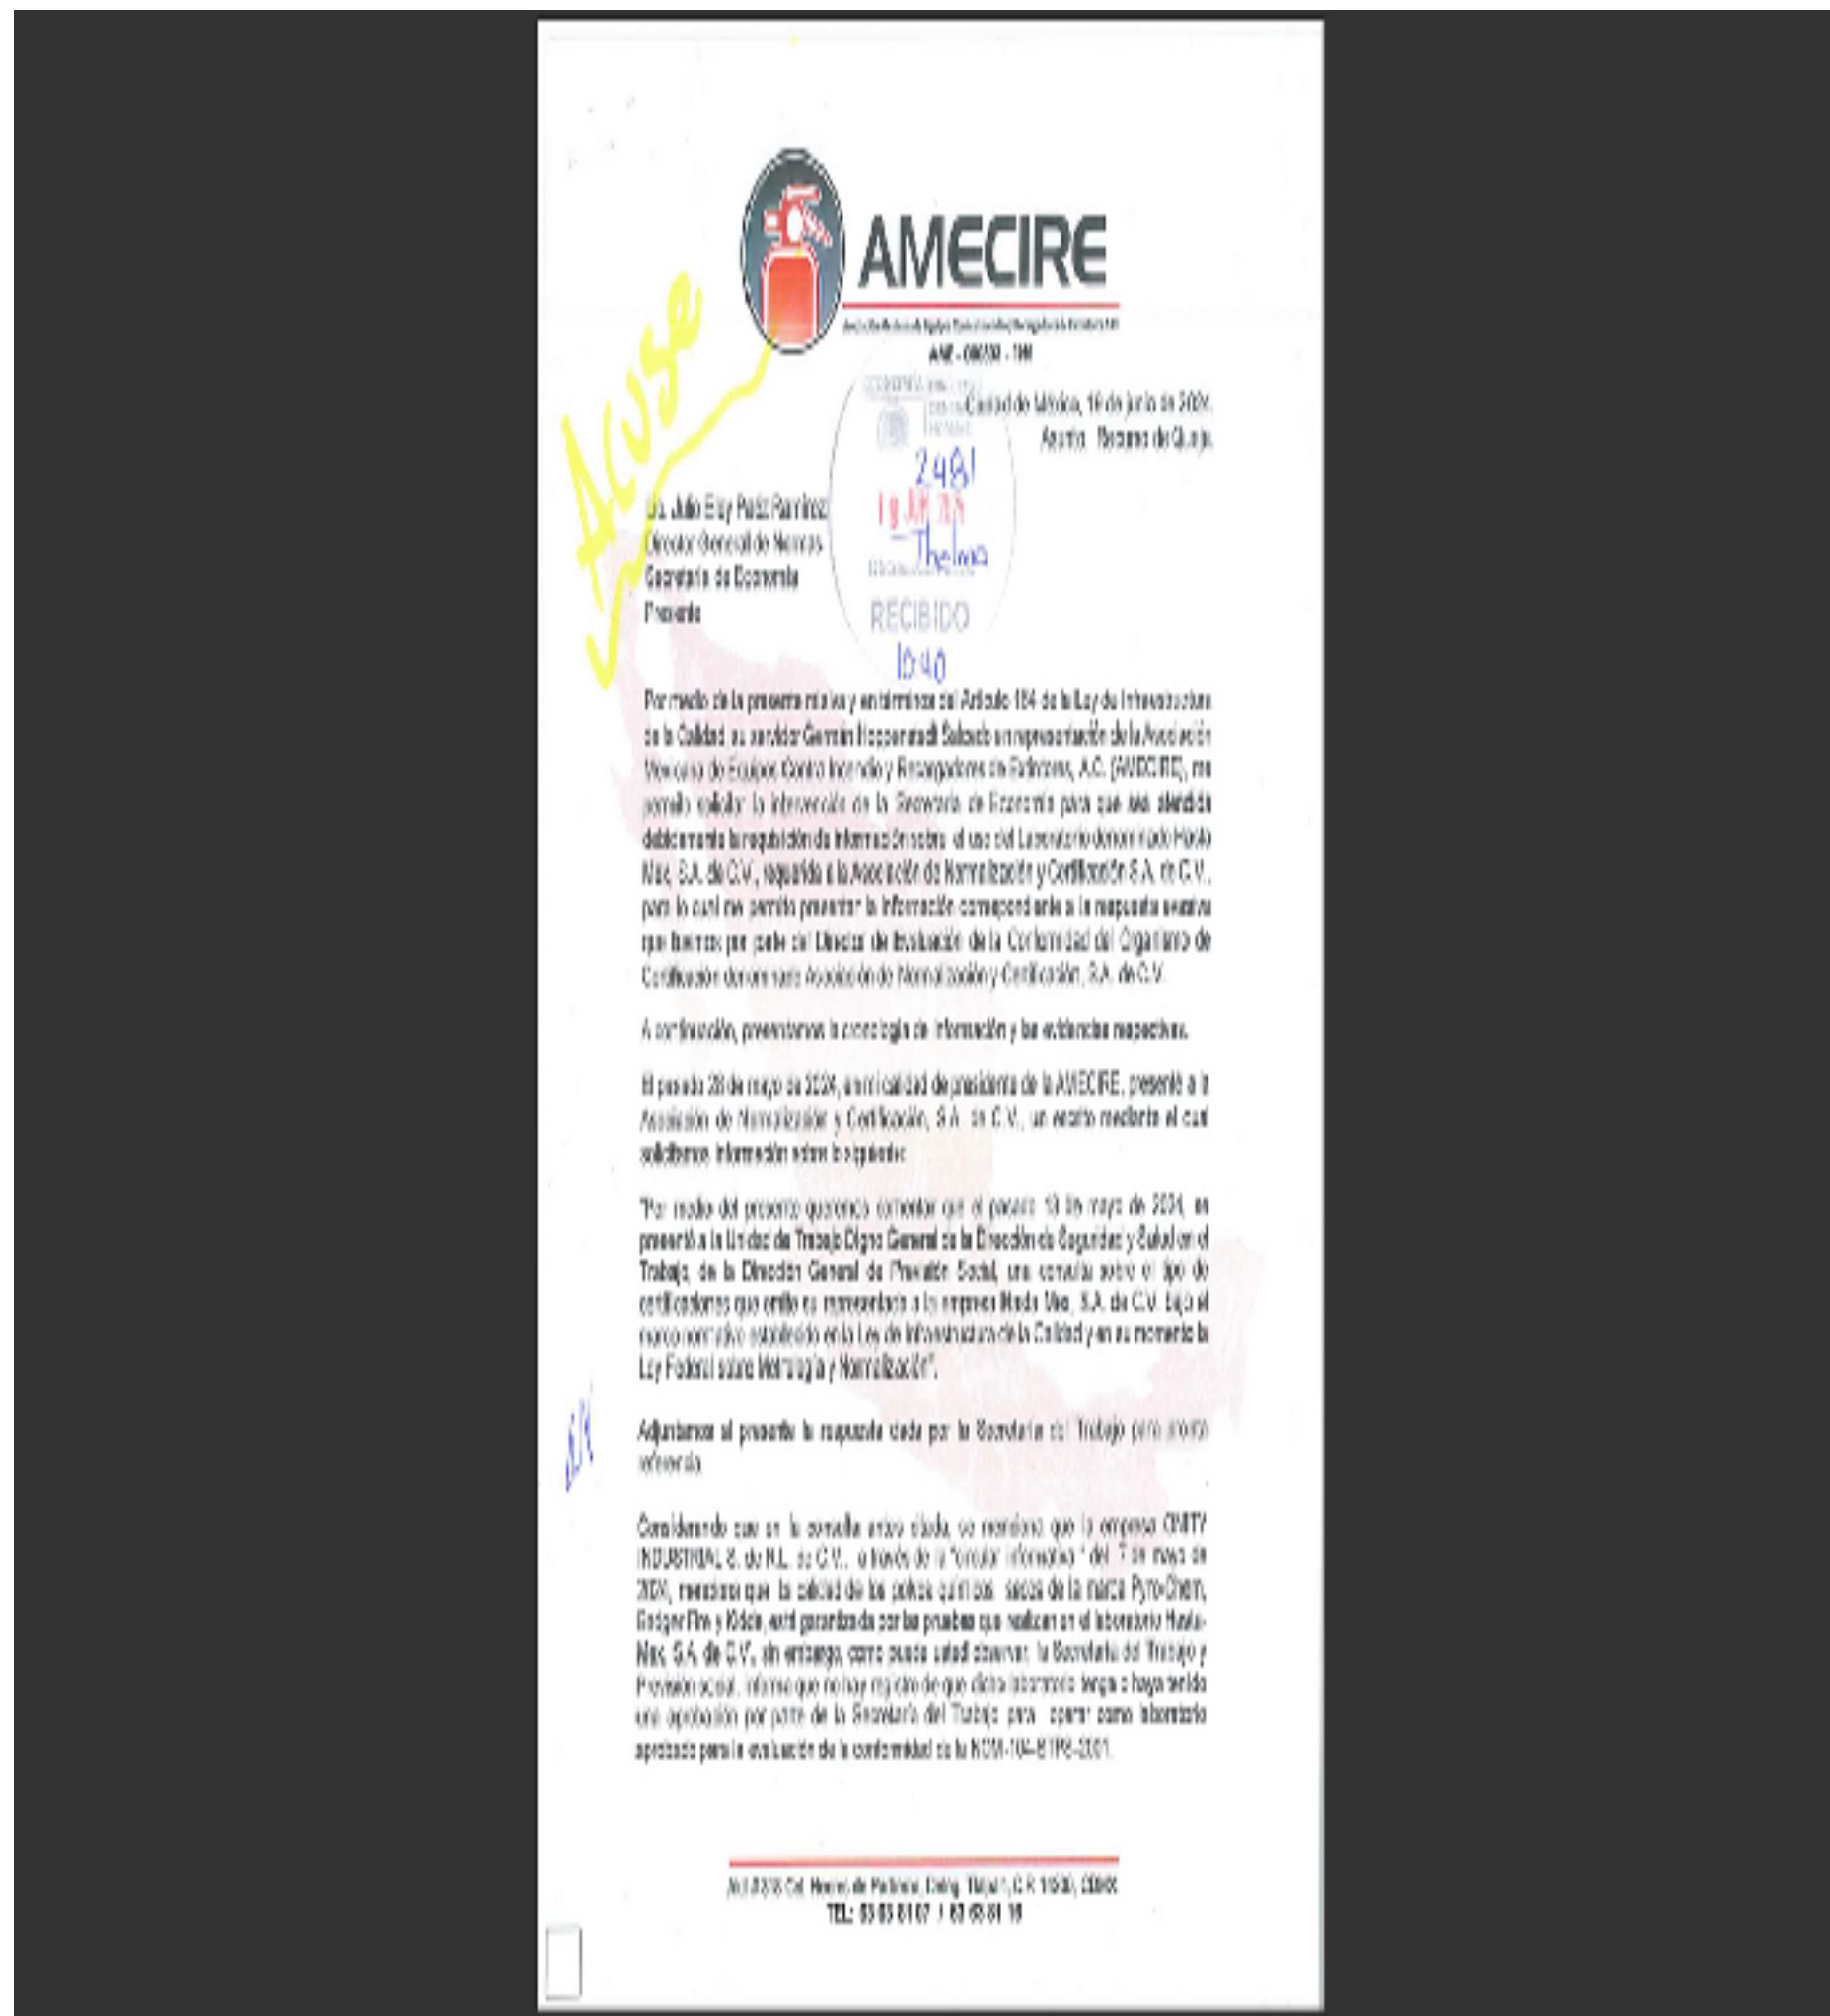 AMECIRE
Ciudad de México, 19 de junio de 2024.
Asunto: Recurso de Queja.
Acuse
2481
Thelma
RECIBIDO
10:40
Director General de Normas
Secretaría de Economía
Presente
Por medio de la presente misiva y en términos del Artículo 154 de la Ley de Infraestructura
de la Calidad, su servidor Germán Hoppenstedt Salcedo en representación de la Asociación
Mexicana de Equipos Contra Incendio y Recargadores de Extintores, A.C. (AMECIRE), me
permito solicitar la intervención de la Secretaría de Economía para que sea atendida
debidamente la requisición de información sobre el uso del Laboratorio denominado
Mex, S.A. de C.V., requerida a la Asociación de Normalización y Certificación S.A. de C.V.,
para lo cual me permito presentar la información correspondiente a la respuesta evasiva
que tuvimos por parte del Director de Evaluación de la Conformidad del Organismo de
Certificación denominado Asociación de Normalización y Certificación, S.A. de C.V.
A continuación, presentamos la cronología de información y las evidencias respectivas.
El pasado 28 de mayo de 2024, en mi calidad de presidente de la AMECIRE, presenté a la
Asociación de Normalización y Certificación, S.A. de C.V., un escrito mediante el cual
solicitamos información sobre lo siguiente:
"Por medio del presente queremos comentar que el pasado 13 de mayo de 2024, se
presentó a la Unidad de Trabajo Digno General de la Dirección de Seguridad y Salud en el
Trabajo, de la Dirección General de Previsión Social, una consulta sobre el tipo de
certificaciones que emite su representada a la empresa Mex, S.A. de C.V. bajo el
marco normativo establecido en la Ley de Infraestructura de la Calidad y en su momento la
Ley Federal sobre Metrología y Normalización".
Adjuntamos al presente la respuesta dada por la Secretaría del Trabajo para pronta
referencia.
Considerando que en la consulta antes citada, se menciona que la empresa
INDUSTRIAL S. de R.L. de C.V., a través de la "circular informativa" del 7 de mayo de
2024, menciona que la calidad de los polvos químicos secos de la marca Pyro-Chem,
Badger Fire y Kidde, está garantizada por las pruebas que realizan en el laboratorio
Mex, S.A. de C.V., sin embargo, como puede usted observar, la Secretaría del Trabajo y
Previsión social, informa que no hay registro de que dicho laboratorio tenga o haya tenido
una aprobación por parte de la Secretaría del Trabajo para operar como laboratorio
aprobado para la evaluación de la conformidad de la NOM-104-STPS-2001.